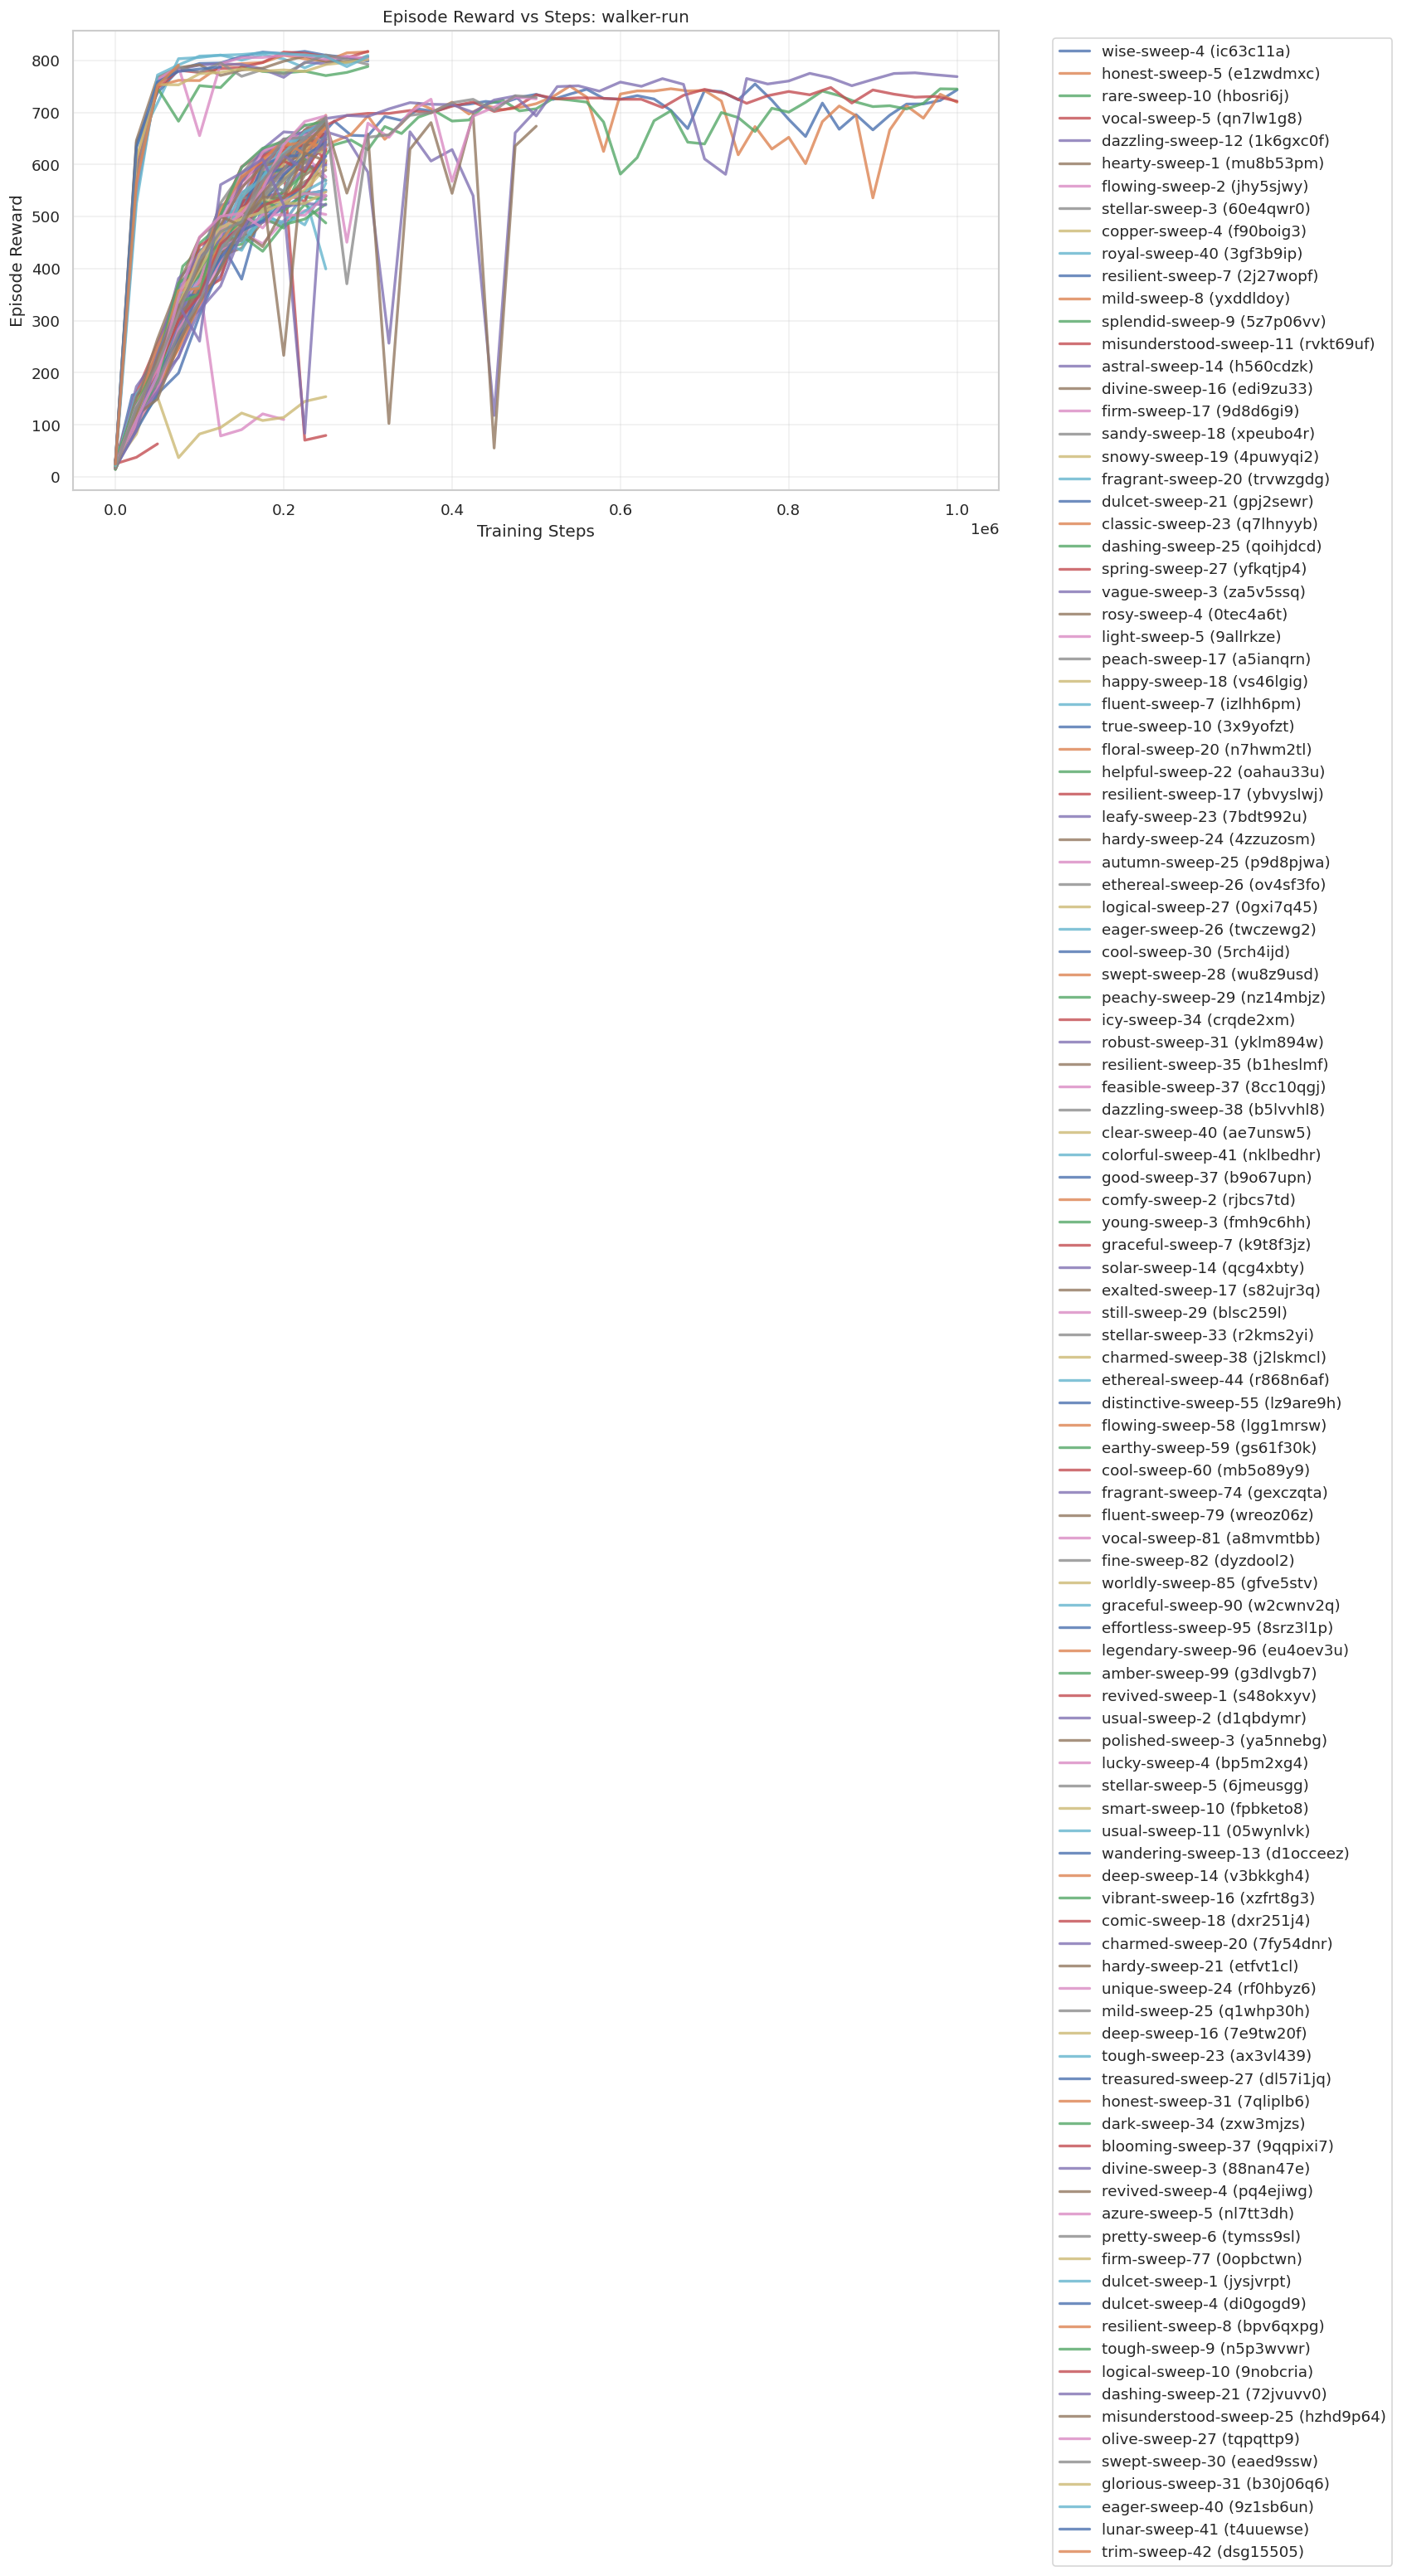 Episode Reward vs Steps: walker-run
Episode Reward
800
700
600
500
400
300
200
100
0
0.0
0.2
0.4
0.6
0.8
1.0
1e6
Training Steps
wise-sweep-4 (ic63c11a)
honest-sweep-5 (e1zwdmxc)
rare-sweep-10 (hbosri6j)
vocal-sweep-5 (qn7lw1g8)
dazzling-sweep-12 (1k6gxc0f)
hearty-sweep-1 (mu8b53pm)
flowing-sweep-2 (jhy5sjwy)
stellar-sweep-3 (60e4qwr0)
copper-sweep-4 (f90boig3)
royal-sweep-40 (3gf3b9ip)
resilient-sweep-7 (2j27wopf)
mild-sweep-8 (yxddldoy)
splendid-sweep-9 (5z7p06vv)
misunderstood-sweep-11 (rvkt69uf)
astral-sweep-14 (h560cdzk)
divine-sweep-16 (edi9zu33)
firm-sweep-17 (9d8d6gi9)
sandy-sweep-18 (xpeubo4r)
snowy-sweep-19 (4puwyqi2)
fragrant-sweep-20 (trvwzgdg)
dulcet-sweep-21 (gpj2sewr)
classic-sweep-23 (q7lhnyyb)
dashing-sweep-25 (qoihjdcd)
spring-sweep-27 (yfkqtjp4)
vague-sweep-3 (za5v5ssq)
rosy-sweep-4 (0tec4a6t)
light-sweep-5 (9allrkze)
peach-sweep-17 (a5ianqrn)
happy-sweep-18 (vs46lgig)
fluent-sweep-7 (izlhh6pm)
true-sweep-10 (3x9yofzt)
floral-sweep-20 (n7hwm2tl)
helpful-sweep-22 (oahau33u)
resilient-sweep-17 (ybvyslwj)
leafy-sweep-23 (7bdt992u)
hardy-sweep-24 (4zzuzosm)
autumn-sweep-25 (p9d8pjwa)
ethereal-sweep-26 (ov4sf3fo)
logical-sweep-27 (0gxi7q45)
eager-sweep-26 (twczewg2)
cool-sweep-30 (5rch4ijd)
swept-sweep-28 (wu8z9usd)
peachy-sweep-29 (nz14mbjz)
icy-sweep-34 (crqde2xm)
robust-sweep-31 (yklm894w)
resilient-sweep-35 (b1heslmf)
feasible-sweep-37 (8cc10qgj)
dazzling-sweep-38 (b5lvvhl8)
clear-sweep-40 (ae7unsw5)
colorful-sweep-41 (nklbedhr)
good-sweep-37 (b9o67upn)
comfy-sweep-2 (rjbcs7td)
young-sweep-3 (fmh9c6hh)
graceful-sweep-7 (k9t8f3jz)
solar-sweep-14 (qcg4xbty)
exalted-sweep-17 (s82ujr3q)
still-sweep-29 (blsc259l)
stellar-sweep-33 (r2kms2yi)
charmed-sweep-38 (j2lskmcl)
ethereal-sweep-44 (r868n6af)
distinctive-sweep-55 (lz9are9h)
flowing-sweep-58 (lgg1mrsw)
earthy-sweep-59 (gs61f30k)
cool-sweep-60 (mb5o89y9)
fragrant-sweep-74 (gexczqta)
fluent-sweep-79 (wreoz06z)
vocal-sweep-81 (a8mvmtbb)
fine-sweep-82 (dyzdool2)
worldly-sweep-85 (gfve5stv)
graceful-sweep-90 (w2cwnv2q)
effortless-sweep-95 (8srz3l1p)
legendary-sweep-96 (eu4oev3u)
amber-sweep-99 (g3dlvgb7)
revived-sweep-1 (s48okxyv)
usual-sweep-2 (d1qbdymr)
polished-sweep-3 (ya5nnebg)
lucky-sweep-4 (bp5m2xg4)
stellar-sweep-5 (6jmeusgg)
smart-sweep-10 (fpbketo8)
usual-sweep-11 (05wynlvk)
wandering-sweep-13 (d1occeez)
deep-sweep-14 (v3bkkgh4)
vibrant-sweep-16 (xzfrt8g3)
comic-sweep-18 (dxr251j4)
charmed-sweep-20 (7fy54dnr)
hardy-sweep-21 (etfvt1cl)
unique-sweep-24 (rf0hbyz6)
mild-sweep-25 (q1whp30h)
deep-sweep-16 (7e9tw20f)
tough-sweep-23 (ax3vl439)
treasured-sweep-27 (dl57i1jq)
honest-sweep-31 (7qliplb6)
dark-sweep-34 (zxw3mjzs)
blooming-sweep-37 (9qqpixi7)
divine-sweep-3 (88nan47e)
revived-sweep-4 (pq4ejiwg)
azure-sweep-5 (nl7tt3dh)
pretty-sweep-6 (tymss9sl)
firm-sweep-77 (0opbctwn)
dulcet-sweep-1 (jysjvrpt)
dulcet-sweep-4 (di0gogd9)
resilient-sweep-8 (bpv6qxpg)
tough-sweep-9 (n5p3wvwr)
logical-sweep-10 (9nobcria)
dashing-sweep-21 (72jvuvv0)
misunderstood-sweep-25 (hzhd9p64)
olive-sweep-27 (tqpqttp9)
swept-sweep-30 (eaed9ssw)
glorious-sweep-31 (b30j06q6)
eager-sweep-40 (9z1sb6un)
lunar-sweep-41 (t4uuewse)
trim-sweep-42 (dsg15505)